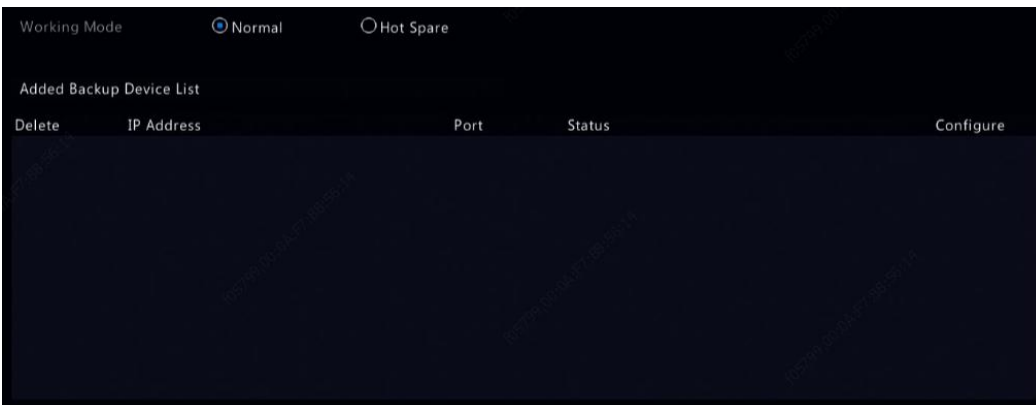 Working Mode Normal Hot Spare
Added Backup Device List
Delete IP Address Port Status Configure